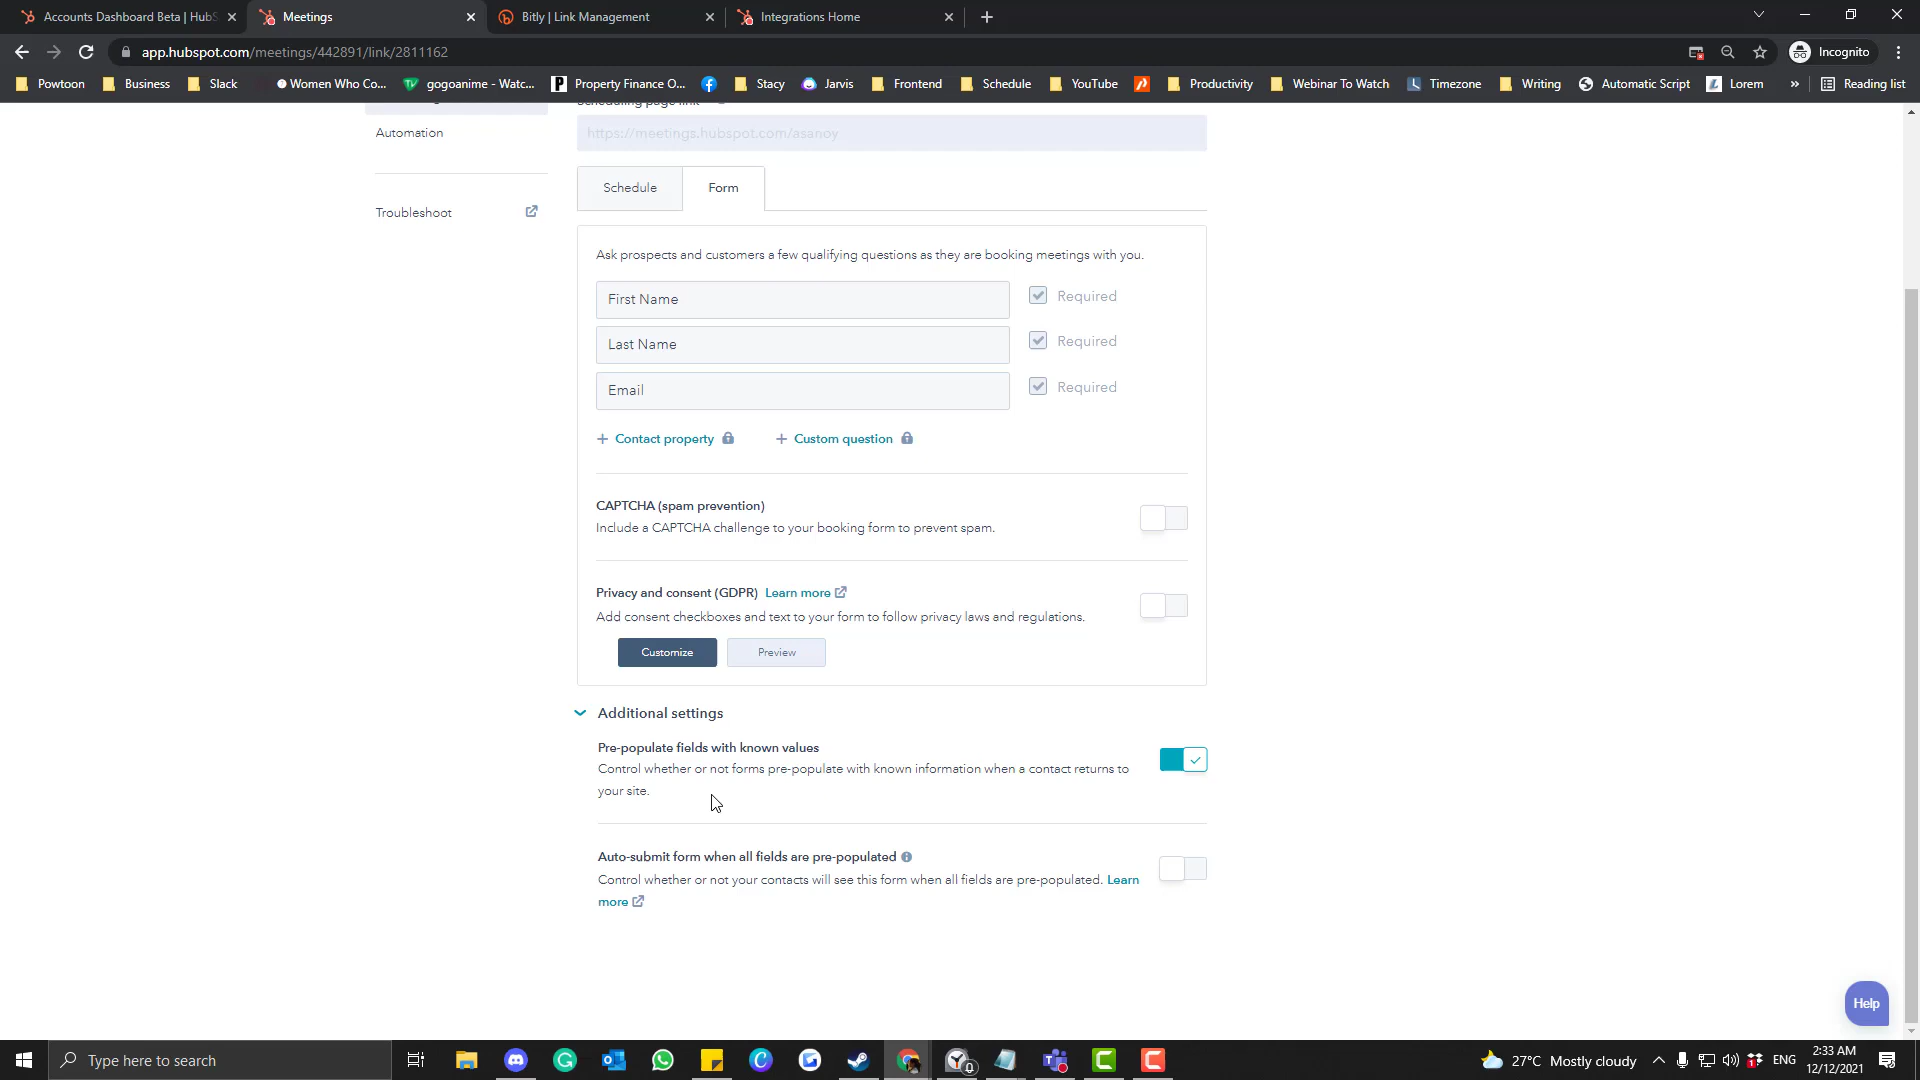 Accounts Dashboard Beta | HubS
Meetings
Bitly | Link Management
Integrations Home
app.hubspot.com/meetings/442891/link/2811162
Incognito
Powtoon
Business
Slack
Women Who Co...
gogoanime - Watc...
Property Finance O...
Stacy
Jarvis
Frontend
Schedule
YouTube
Productivity
Webinar To Watch
Timezone
Writing
Automatic Script
Lorem
»
Reading list
Scheduling page link
Automation
https://meetings.hubspot.com/asanoy
Schedule
Form
Troubleshoot
Ask prospects and customers a few qualifying questions as they are booking meetings with you.
First Name
Required
Last Name
Required
Email
Required
+ Contact property
+ Custom question
CAPTCHA (spam prevention)
Include a CAPTCHA challenge to your booking form to prevent spam.
Privacy and consent (GDPR) Learn more
Add consent checkboxes and text to your form to follow privacy laws and regulations.
Customize
Preview
Additional settings
Pre-populate fields with known values
Control whether or not forms pre-populate with known information when a contact returns to
your site.
Auto-submit form when all fields are pre-populated
Control whether or not your contacts will see this form when all fields are pre-populated. Learn
more
Help
Type here to search
27°C Mostly cloudy
ENG
2:33 AM
12/12/2021